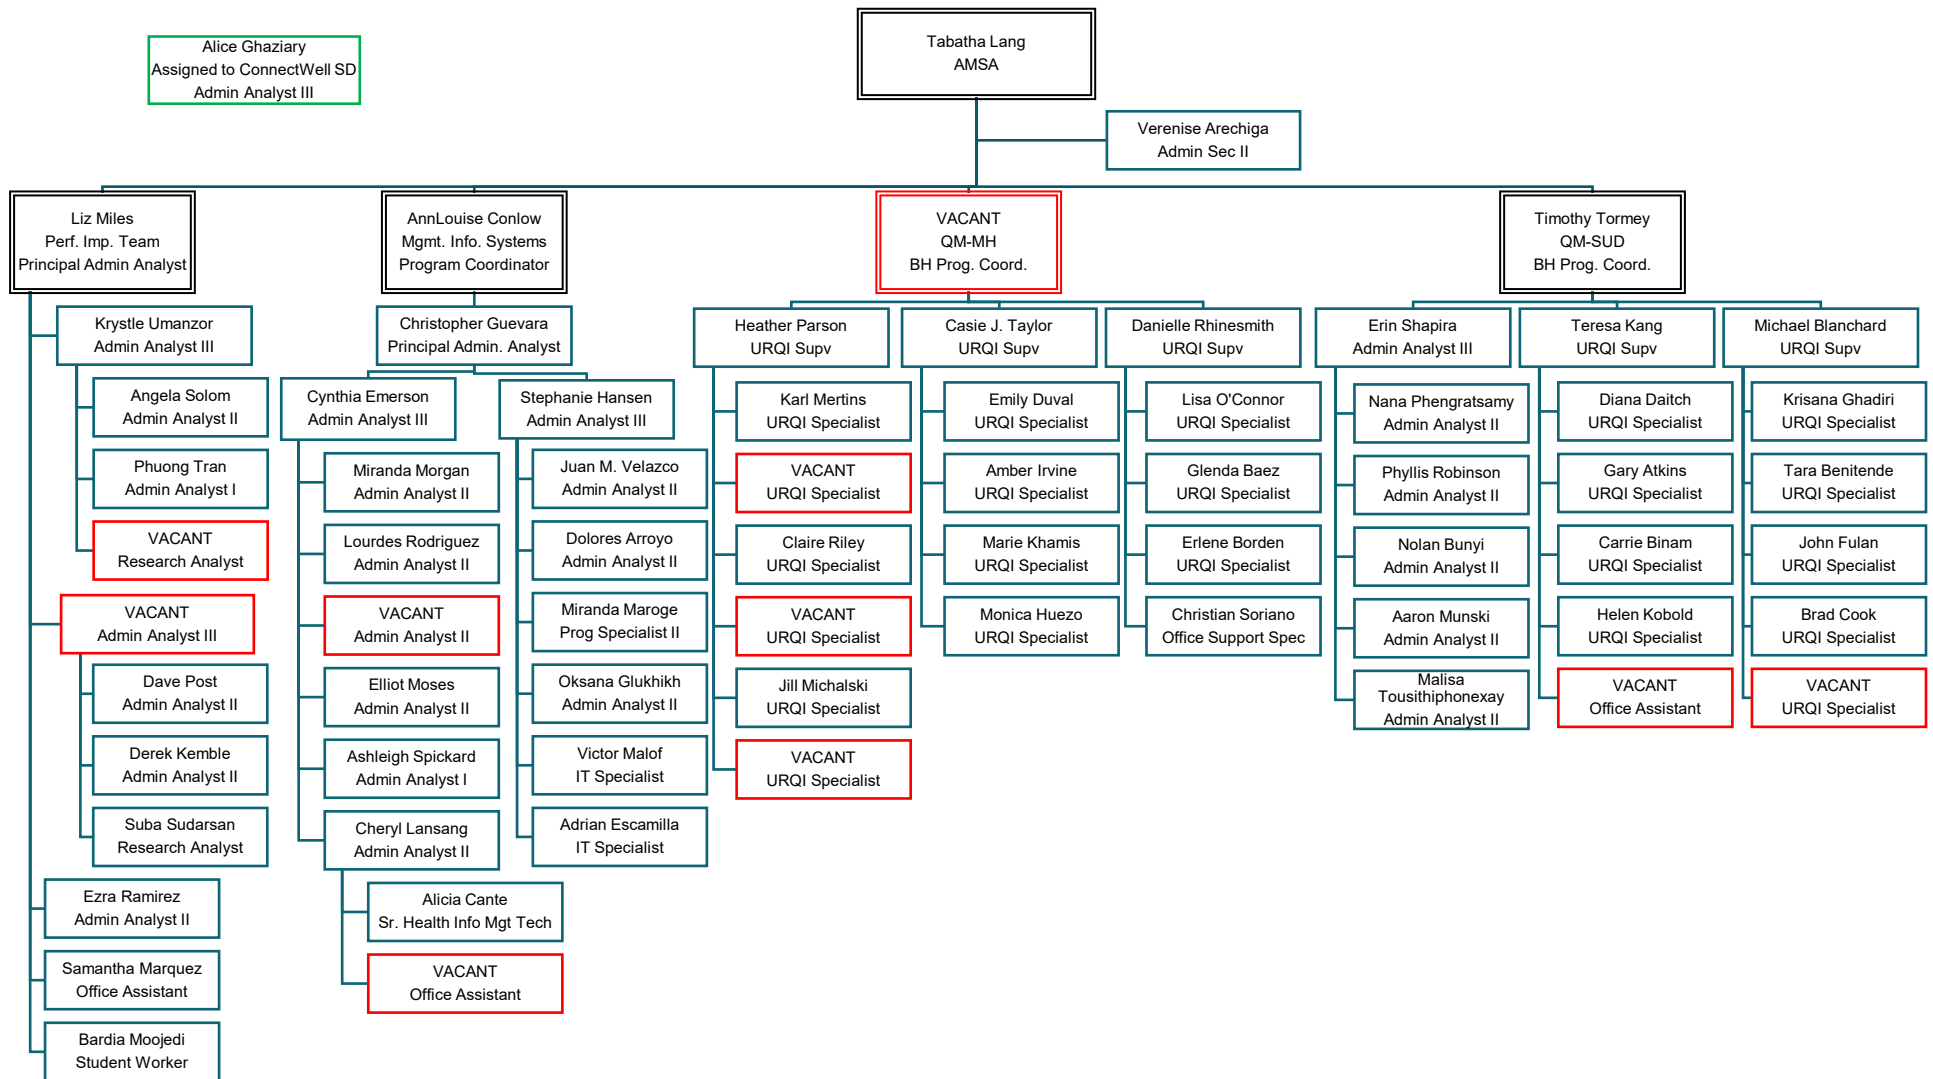 Alice Ghaziary
Assigned to ConnectWell SD
Admin Analyst III
Tabatha Lang
AMSA
Verenise Arechiga
Admin Sec II
Liz Miles
Perf. Imp. Team
Principal Admin Analyst
Krystle Umanzor
Admin Analyst III
Angela Solom
Admin Analyst II
Phuong Tran
Admin Analyst I
VACANT
Research Analyst
VACANT
Admin Analyst III
Dave Post
Admin Analyst II
Derek Kemble
Admin Analyst II
Suba Sudarsan
Research Analyst
Ezra Ramirez
Admin Analyst II
Samantha Marquez
Office Assistant
Bardia Moojedi
Student Worker
AnnLouise Conlow
Mgmt. Info. Systems
Program Coordinator
Christopher Guevara
Principal Admin. Analyst
Cynthia Emerson
Admin Analyst III
Miranda Morgan
Admin Analyst II
Lourdes Rodriguez
Admin Analyst II
VACANT
Admin Analyst II
Elliot Moses
Admin Analyst II
Ashleigh Spickard
Admin Analyst I
Cheryl Lansang
Admin Analyst II
Alicia Cante
Sr. Health Info Mgt Tech
VACANT
Office Assistant
Stephanie Hansen
Admin Analyst III
Juan M. Velazco
Admin Analyst II
Dolores Arroyo
Admin Analyst II
Miranda Maroge
Prog Specialist II
Oksana Glukhikh
Admin Analyst II
Victor Malof
IT Specialist
Adrian Escamilla
IT Specialist
VACANT
QM-MH
BH Prog. Coord.
Heather Parson
URQI Supv
Karl Mertins
URQI Specialist
VACANT
URQI Specialist
Claire Riley
URQI Specialist
VACANT
URQI Specialist
Jill Michalski
URQI Specialist
VACANT
URQI Specialist
Casie J. Taylor
URQI Supv
Emily Duval
URQI Specialist
Amber Irvine
URQI Specialist
Marie Khamis
URQI Specialist
Monica Huezo
URQI Specialist
Danielle Rhinesmith
URQI Supv
Lisa O'Connor
URQI Specialist
Glenda Baez
URQI Specialist
Erlene Borden
URQI Specialist
Christian Soriano
Office Support Spec
Timothy Tormey
QM-SUD
BH Prog. Coord.
Erin Shapira
Admin Analyst III
Nana Phengratsamy
Admin Analyst II
Phyllis Robinson
Admin Analyst II
Nolan Bunyi
Admin Analyst II
Aaron Munski
Admin Analyst II
Malisa
Tousithiphonexay
Admin Analyst II
Teresa Kang
URQI Supv
Diana Daitch
URQI Specialist
Gary Atkins
URQI Specialist
Carrie Binam
URQI Specialist
Helen Kobold
URQI Specialist
VACANT
Office Assistant
Michael Blanchard
URQI Supv
Krisana Ghadiri
URQI Specialist
Tara Benitende
URQI Specialist
John Fulan
URQI Specialist
Brad Cook
URQI Specialist
VACANT
URQI Specialist